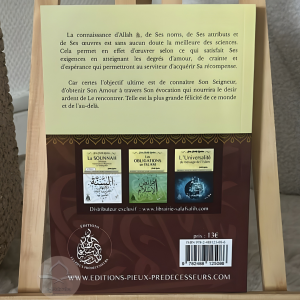 La connaissance d'Allah ﷻ, de Ses noms, de Ses attributs et
de Ses œuvres est sans aucun doute la meilleure des sciences.
Cela permet en effet d'œuvrer selon ce qui satisfait Ses
exigences en atteignant les degrés d'amour, de crainte et
d'espérance qui permettront au serviteur d'acquérir Sa récompense.
Car certes l'objectif ultime est de connaitre Son Seigneur,
d'obtenir Son Amour à travers Son évocation qui nourrira le désir
ardent de Le rencontrer. Telle est la plus grande félicité de ce monde
et de l'au-delà.
La SOUNNAH
Les
OBLIGATIONS
L'Universalité
السنة
Distributeur exclusif : www.librairie-salafsalih.com
prix : 13€
EDITIONS
WWW.EDITIONS-PIEUX-PREDECESSEURS.COM